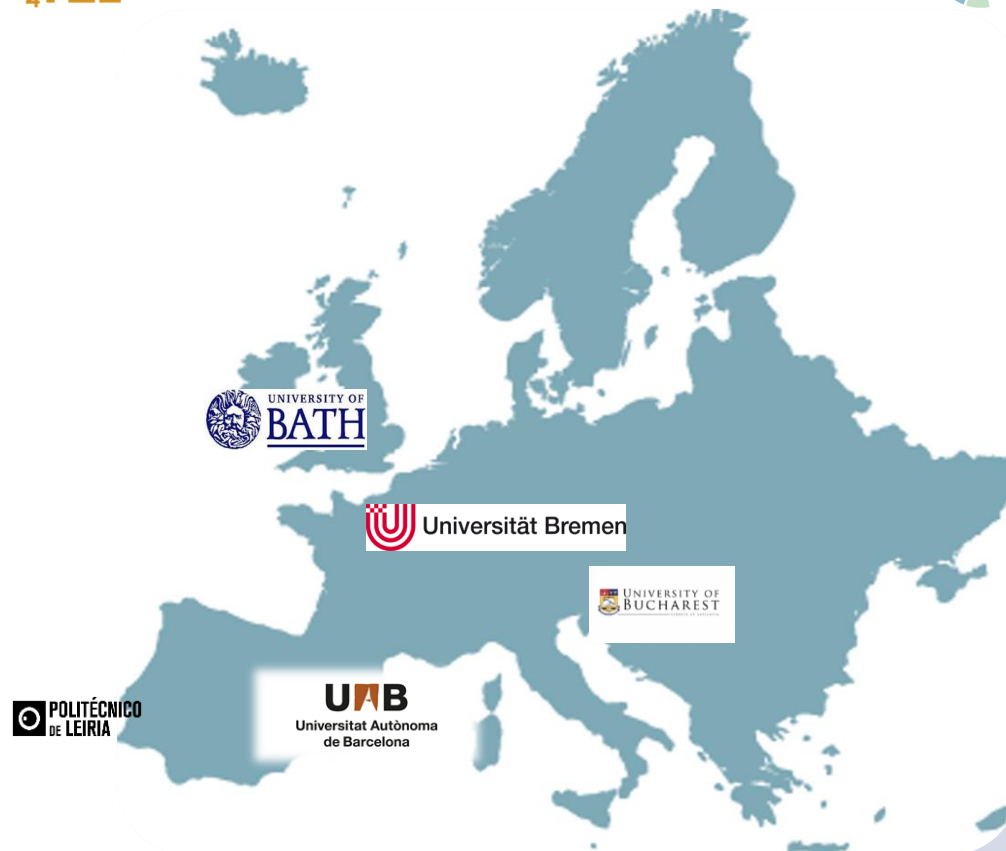 UNIVERSITY OF
BATH
Universität Bremen
UNIVERSITY OF
BUCHAREST
UAB
Universitat Autònoma
de Barcelona
POLITÉCNICO
DE LEIRIA